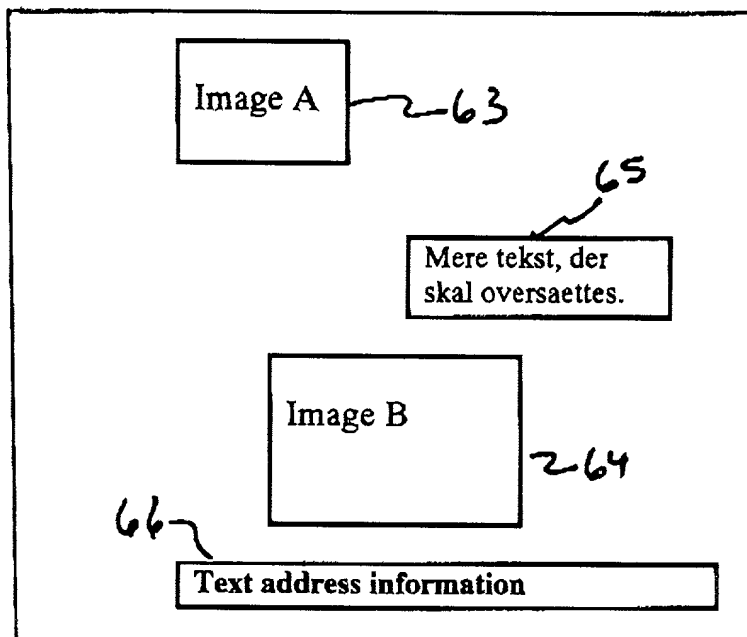 Image A
63
65
Mere tekst, der
skal oversaettes.
Image B
64
66
Text address information